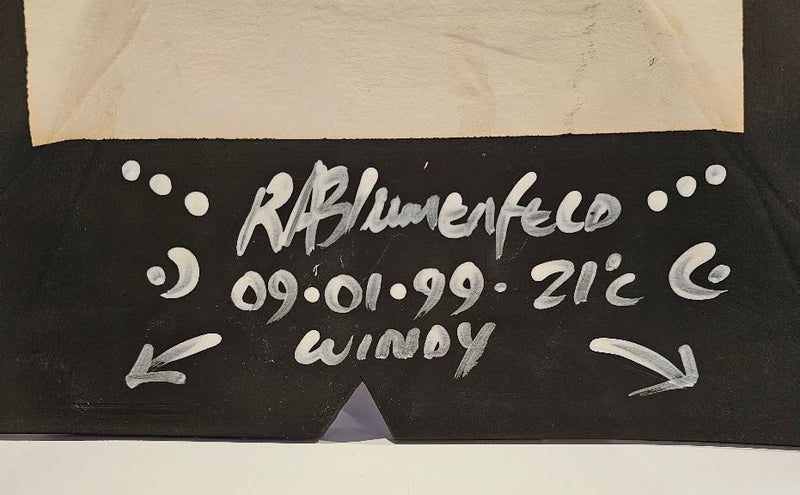 RABlumenfeld
09.01.99. 21°c
WINDY